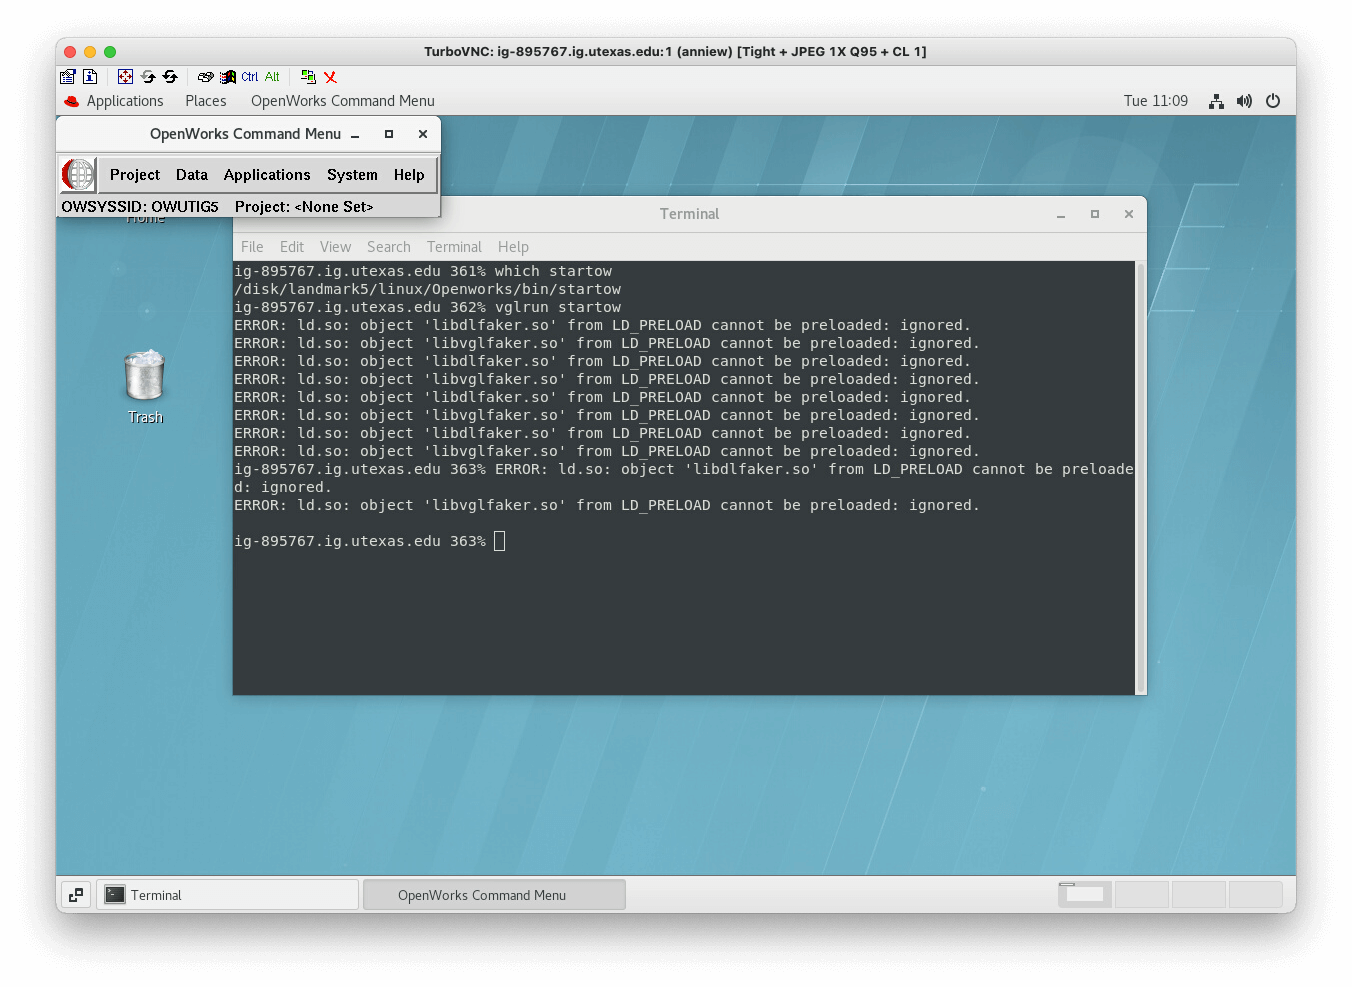 TurboVNC: ig-895767.ig.utexas.edu:1 (anniew) [Tight + JPEG 1X Q95 + CL 1]
Ctrl Alt
Applications Places OpenWorks Command Menu Tue 11:09
OpenWorks Command Menu
Project Data Applications System Help
OWSYSSID: OWUTIG5 Project: <None Set>
Home
Terminal
File Edit View Search Terminal Help
ig-895767.ig.utexas.edu 361% which startow
/disk/landmark5/linux/Openworks/bin/startow
ig-895767.ig.utexas.edu 362% vglrun startow
ERROR: ld.so: object 'libdlfaker.so' from LD_PRELOAD cannot be preloaded: ignored.
ERROR: ld.so: object 'libvglfaker.so' from LD_PRELOAD cannot be preloaded: ignored.
ERROR: ld.so: object 'libdlfaker.so' from LD_PRELOAD cannot be preloaded: ignored.
ERROR: ld.so: object 'libvglfaker.so' from LD_PRELOAD cannot be preloaded: ignored.
ERROR: ld.so: object 'libdlfaker.so' from LD_PRELOAD cannot be preloaded: ignored.
ERROR: ld.so: object 'libvglfaker.so' from LD_PRELOAD cannot be preloaded: ignored.
ERROR: ld.so: object 'libdlfaker.so' from LD_PRELOAD cannot be preloaded: ignored.
ERROR: ld.so: object 'libvglfaker.so' from LD_PRELOAD cannot be preloaded: ignored.
ig-895767.ig.utexas.edu 363% ERROR: ld.so: object 'libdlfaker.so' from LD_PRELOAD cannot be preloade
d: ignored.
ERROR: ld.so: object 'libvglfaker.so' from LD_PRELOAD cannot be preloaded: ignored.
ig-895767.ig.utexas.edu 363%
Trash
Terminal
OpenWorks Command Menu